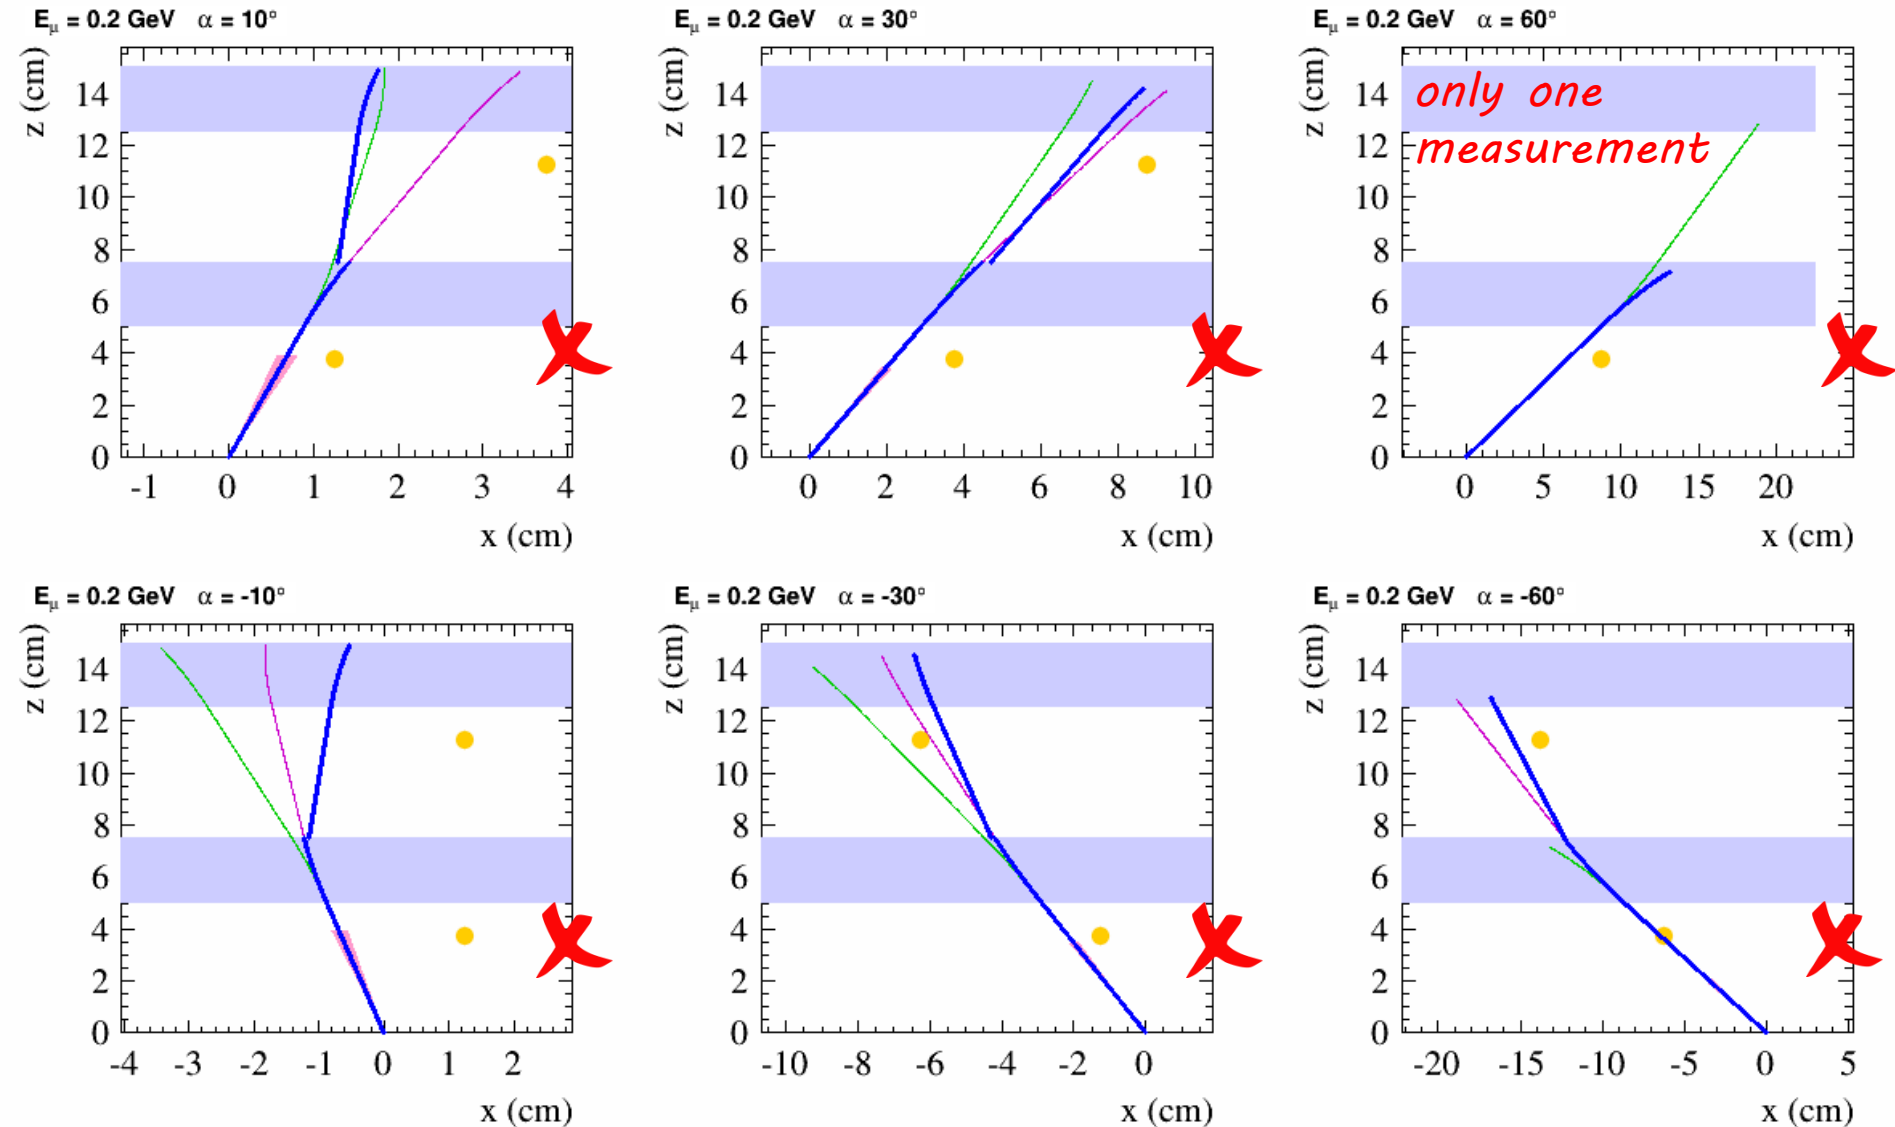 Eμ = 0.2 GeV α = 10°
z (cm)
14
12
10
8
6
4
2
0
-1 0 1 2 3 4
x (cm)
Eμ = 0.2 GeV α = 30°
z (cm)
14
12
10
8
6
4
2
0
0 2 4 6 8 10
x (cm)
Eμ = 0.2 GeV α = 60°
z (cm)
only one
measurement
14
12
10
8
6
4
2
0
0 5 10 15 20
x (cm)
Eμ = 0.2 GeV α = -10°
z (cm)
14
12
10
8
6
4
2
0
-4 -3 -2 -1 0 1 2
x (cm)
Eμ = 0.2 GeV α = -30°
z (cm)
14
12
10
8
6
4
2
0
-10 -8 -6 -4 -2 0
x (cm)
Eμ = 0.2 GeV α = -60°
z (cm)
14
12
10
8
6
4
2
0
-20 -15 -10 -5 0 5
x (cm)